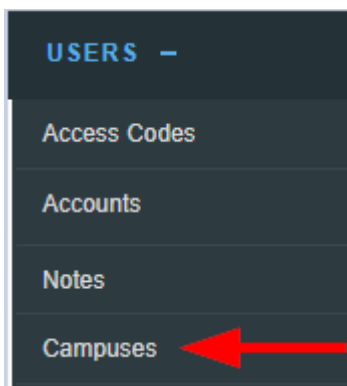 USERS –
Access Codes
Accounts
Notes
Campuses